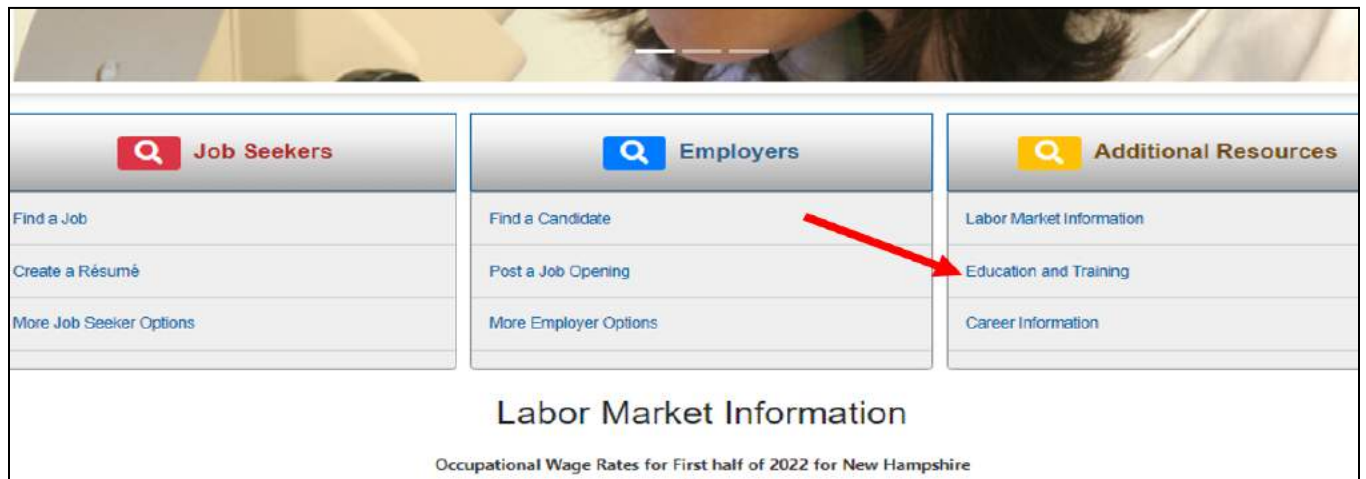 Job Seekers
Find a Job
Create a Résumé
More Job Seeker Options
Employers
Find a Candidate
Post a Job Opening
More Employer Options
Additional Resources
Labor Market Information
Education and Training
Career Information
Labor Market Information
Occupational Wage Rates for First half of 2022 for New Hampshire